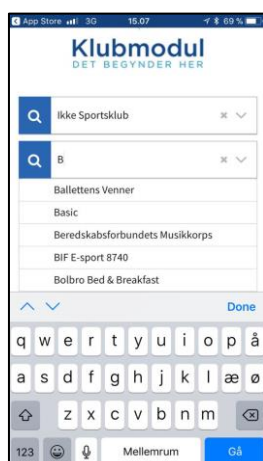 App Store 3G 15.07 69 %
Klubmodul
DET BEGYNDER HER
Ikke Sportsklub
B
Ballettens Venner
Basic
Beredskabsforbundets Musikkorps
BIF E-sport 8740
Bolbro Bed & Breakfast
Done
q w e r t y u i o p å
a s d f g h j k l æ ø
z x c v b n m
123 Mellemrum Gå